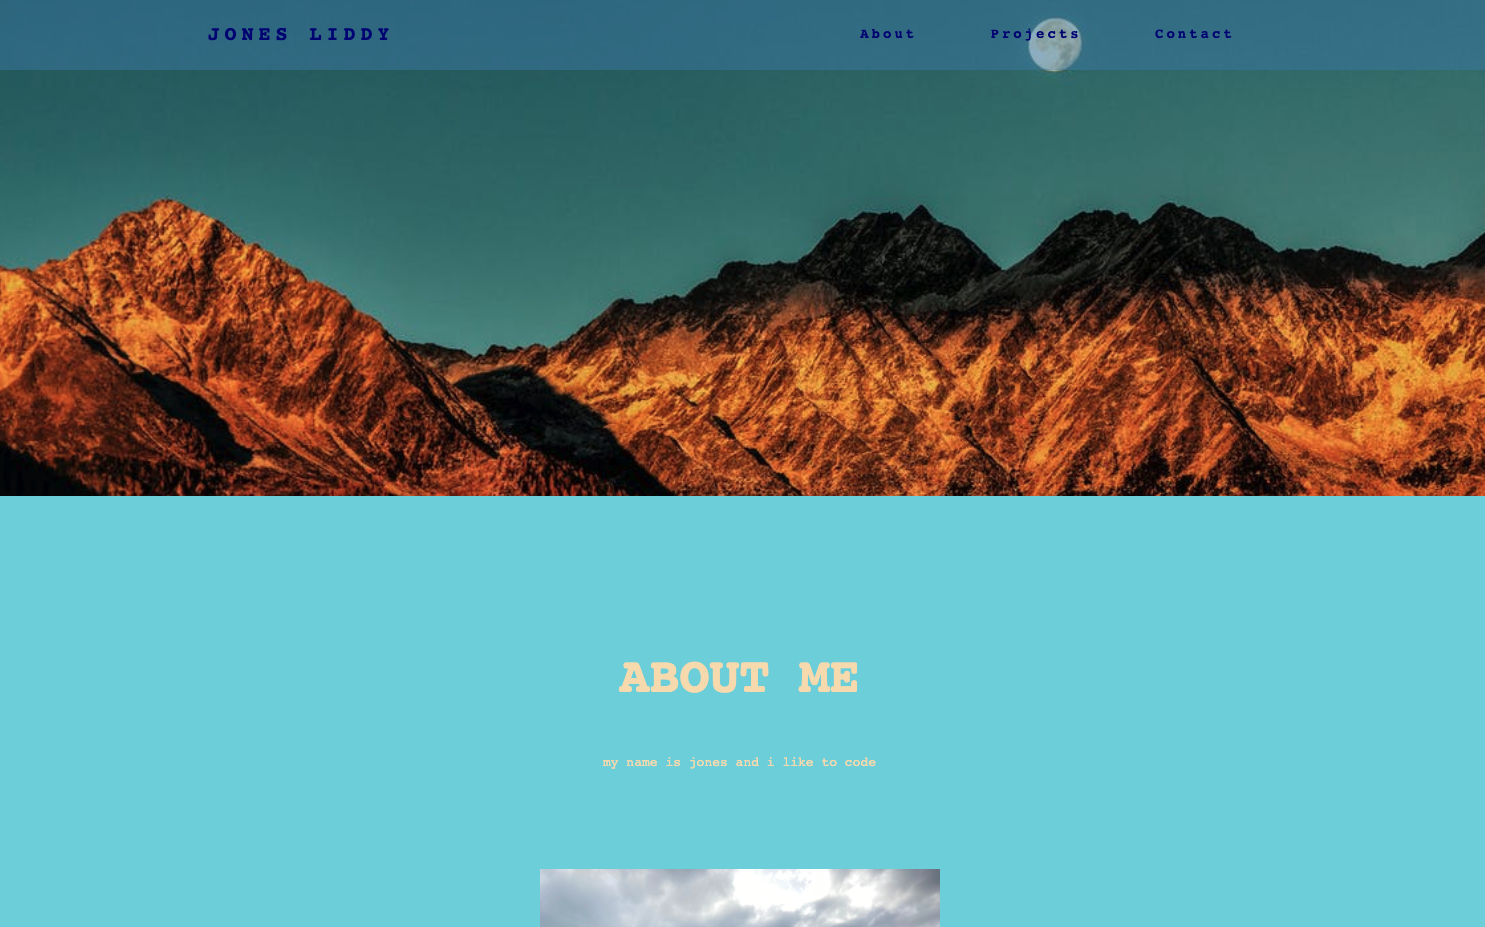 JONES LIDDY
About
Projects
Contact
ABOUT ME
my name is jones and i like to code